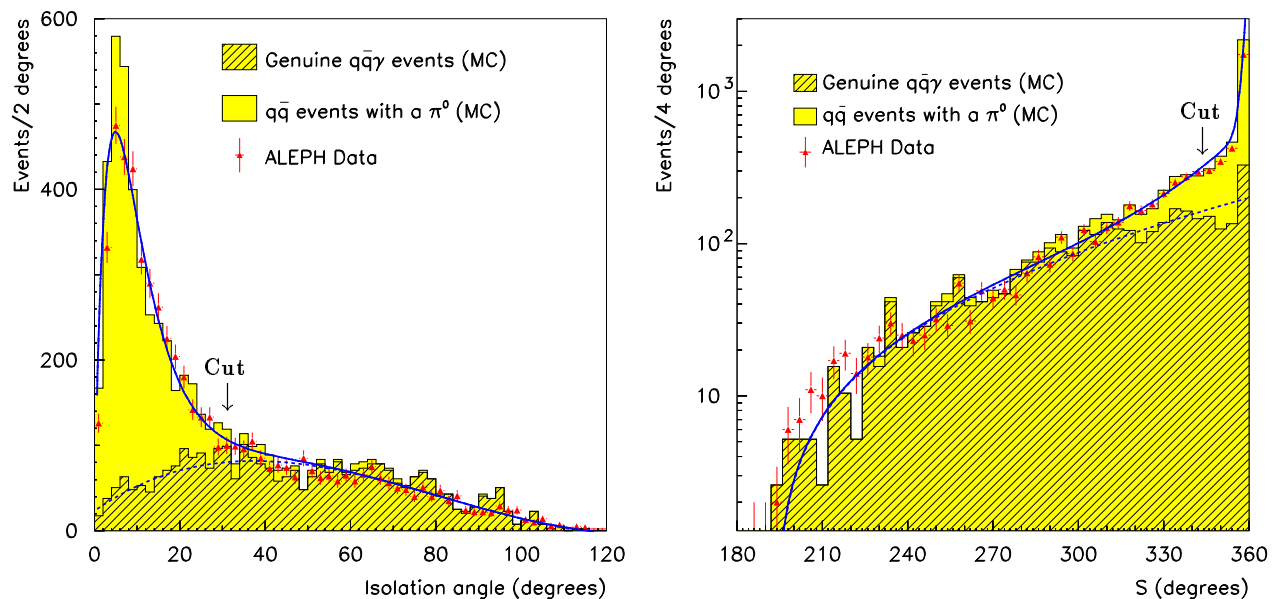 Events/2 degrees
600
400
200
0
Genuine qq̄γ events (MC)
qq̄ events with a π⁰ (MC)
ALEPH Data
Cut
0 20 40 60 80 100 120
Isolation angle (degrees)
Events/4 degrees
10³
10²
10
Genuine qq̄γ events (MC)
qq̄ events with a π⁰ (MC)
ALEPH Data
Cut
180 210 240 270 300 330 360
S (degrees)